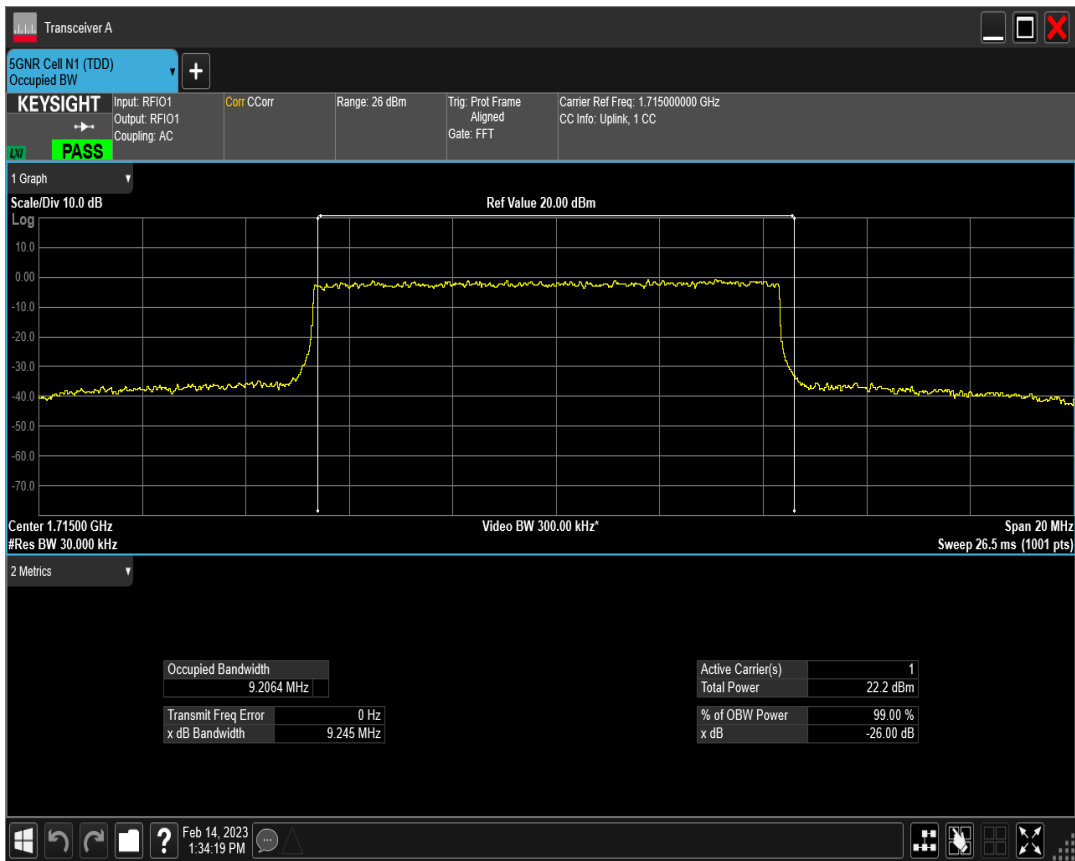 Transceiver A
5GNR Cell N1 (TDD)
Occupied BW
+
KEYSIGHT
LXI
PASS
Input: RFIO1
Output: RFIO1
Coupling: AC
Corr CCorr
Range: 26 dBm
Trig: Prot Frame
Aligned
Gate: FFT
Carrier Ref Freq: 1.715000000 GHz
CC Info: Uplink, 1 CC
1 Graph
Scale/Div 10.0 dB
Ref Value 20.00 dBm
Log
10.0
0.00
-10.0
-20.0
-30.0
-40.0
-50.0
-60.0
-70.0
Center 1.71500 GHz
Video BW 300.00 kHz*
Span 20 MHz
#Res BW 30.000 kHz
Sweep 26.5 ms (1001 pts)
2 Metrics
Occupied Bandwidth
9.2064 MHz
Transmit Freq Error 0 Hz
x dB Bandwidth 9.245 MHz
Active Carrier(s) 1
Total Power 22.2 dBm
% of OBW Power 99.00 %
x dB -26.00 dB
?
Feb 14, 2023
1:34:19 PM